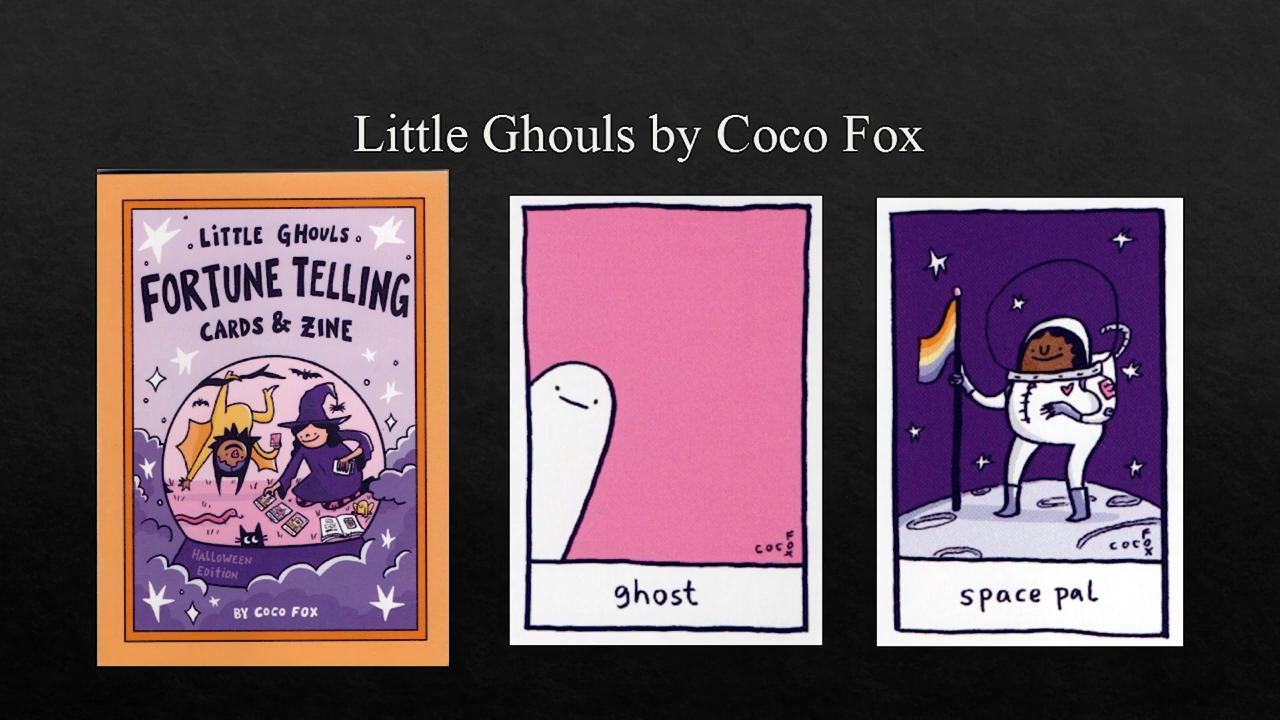 Little Ghouls by Coco Fox
LITTLE GHOULS
FORTUNE TELLING
CARDS & ZINE
HALLOWEEN
EDITION
BY COCO FOX
ghost
COCO FOX
space pal
COCO FOX